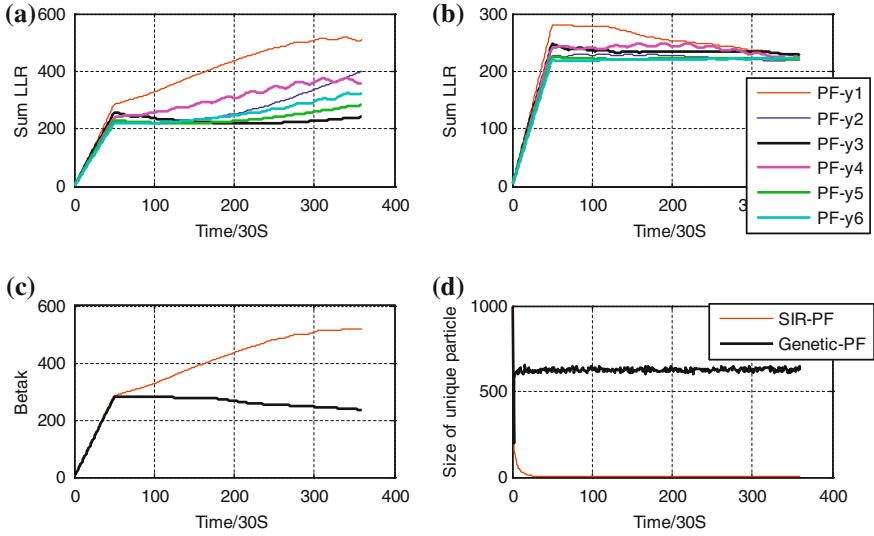 (a)
600
400
200
0
Sum LLR
0 100 200 300 400
Time/30S
(b)
300
200
100
0
Sum LLR
0 100 200 300
Time/30S
PF-y1
PF-y2
PF-y3
PF-y4
PF-y5
PF-y6
(c)
600
400
200
0
Betak
0 100 200 300 400
Time/30S
(d)
1000
500
0
Size of unique particle
0 100 200 300 400
Time/30S
SIR-PF
Genetic-PF